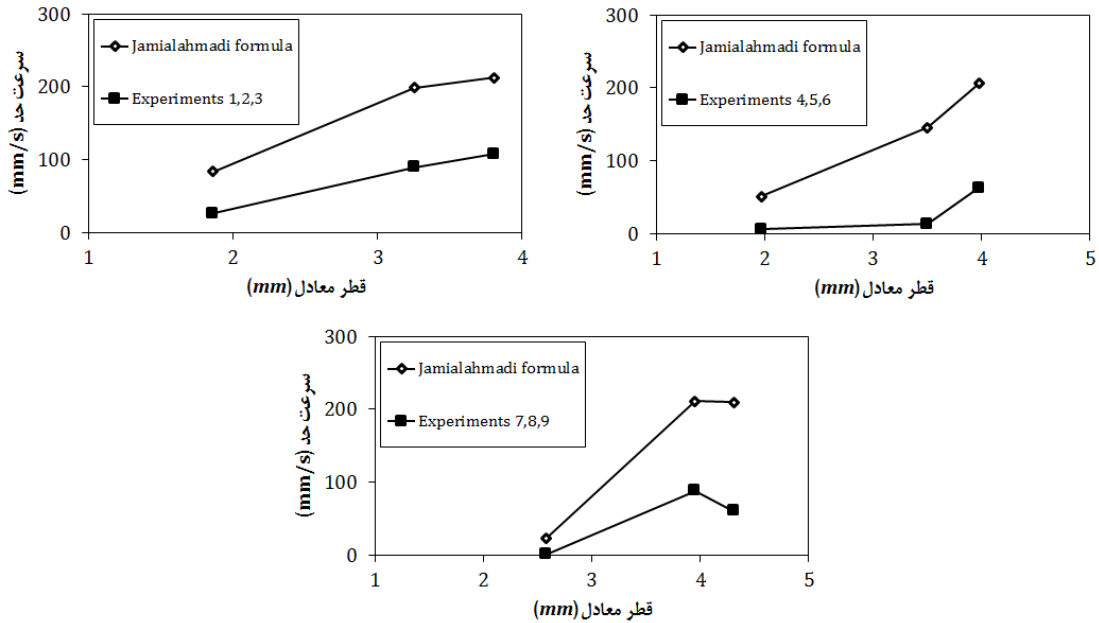 300
200
100
0
سرعت حد (mm/s)
Jamialahmadi formula
Experiments 1,2,3
1 2 3 4
قطر معادل (mm)
300
200
100
0
سرعت حد (mm/s)
Jamialahmadi formula
Experiments 4,5,6
1 2 3 4 5
قطر معادل (mm)
300
200
100
0
سرعت حد (mm/s)
Jamialahmadi formula
Experiments 7,8,9
1 2 3 4 5
قطر معادل (mm)